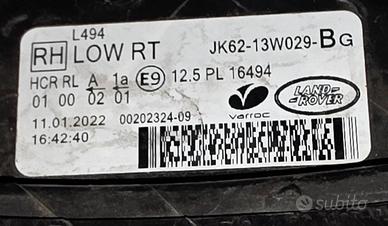 L494
RH LOW RT JK62-13W029-BG
HCR RL A 1a E9 12.5 PL 16494
01 00 02 01
11.01.2022 00202324-09
16:42:40
varroc
LAND-
ROVER
subito